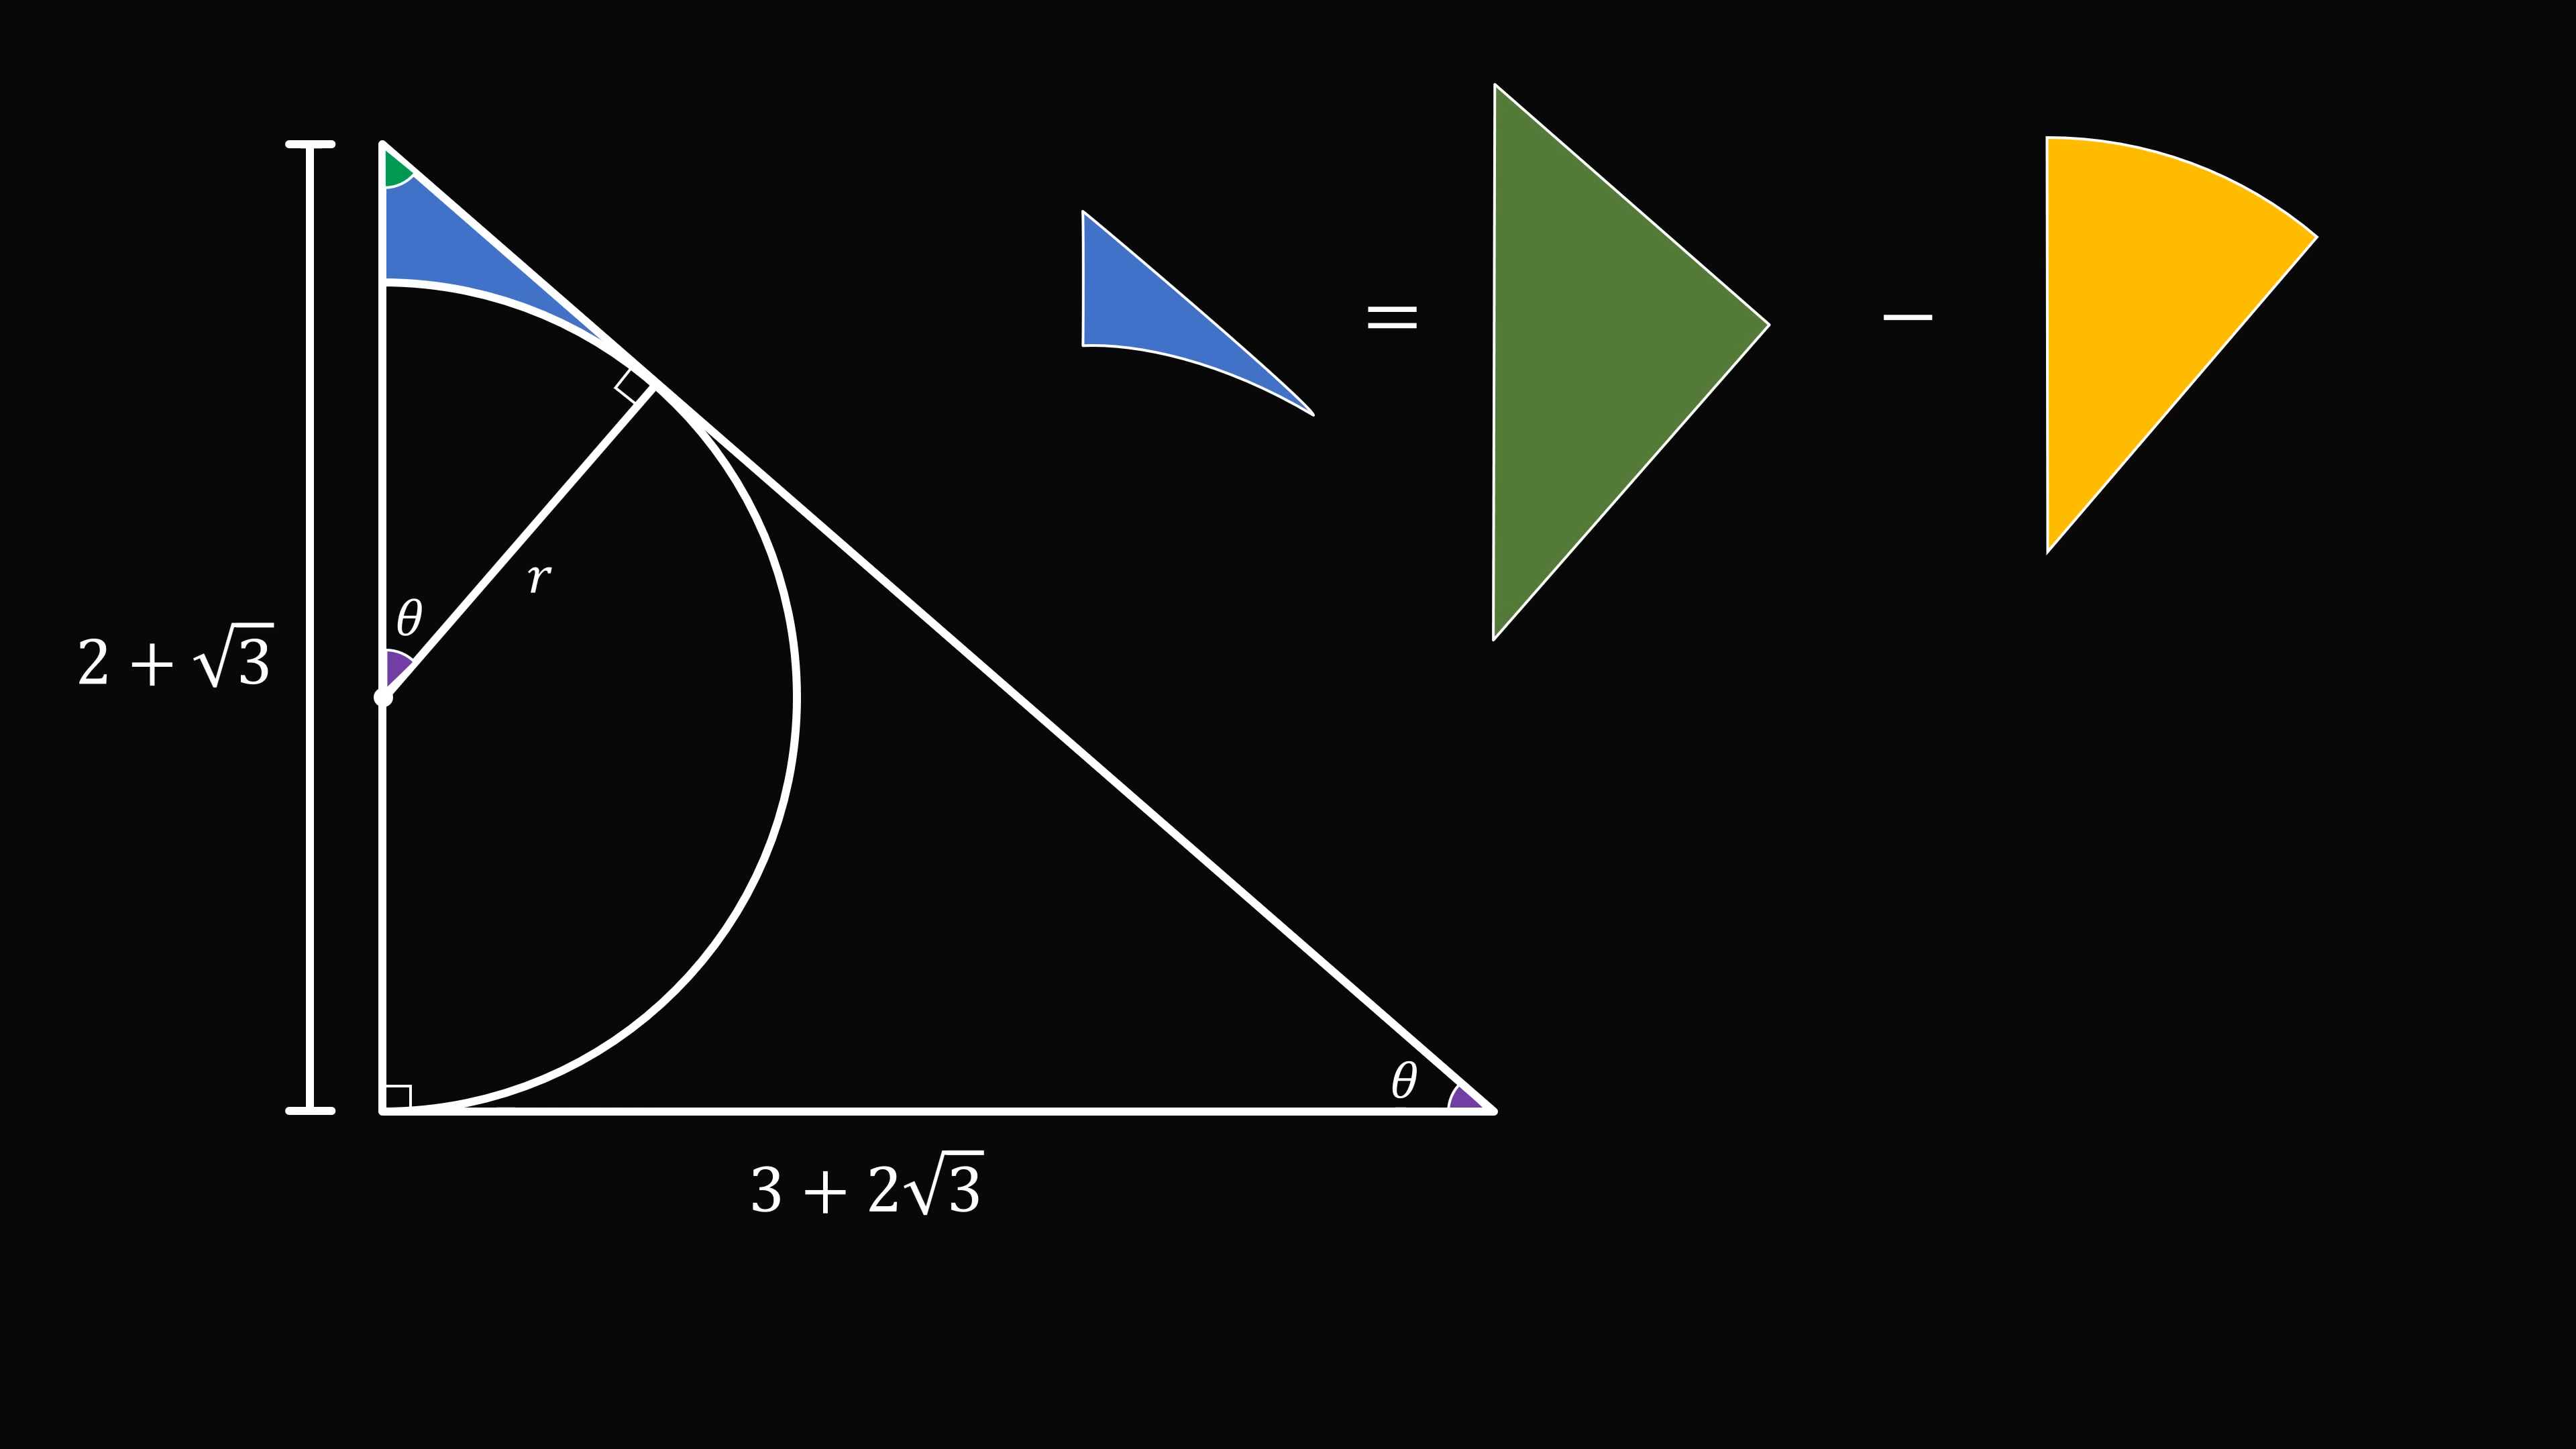 = −
r
θ
2 + √3
θ
3 + 2√3